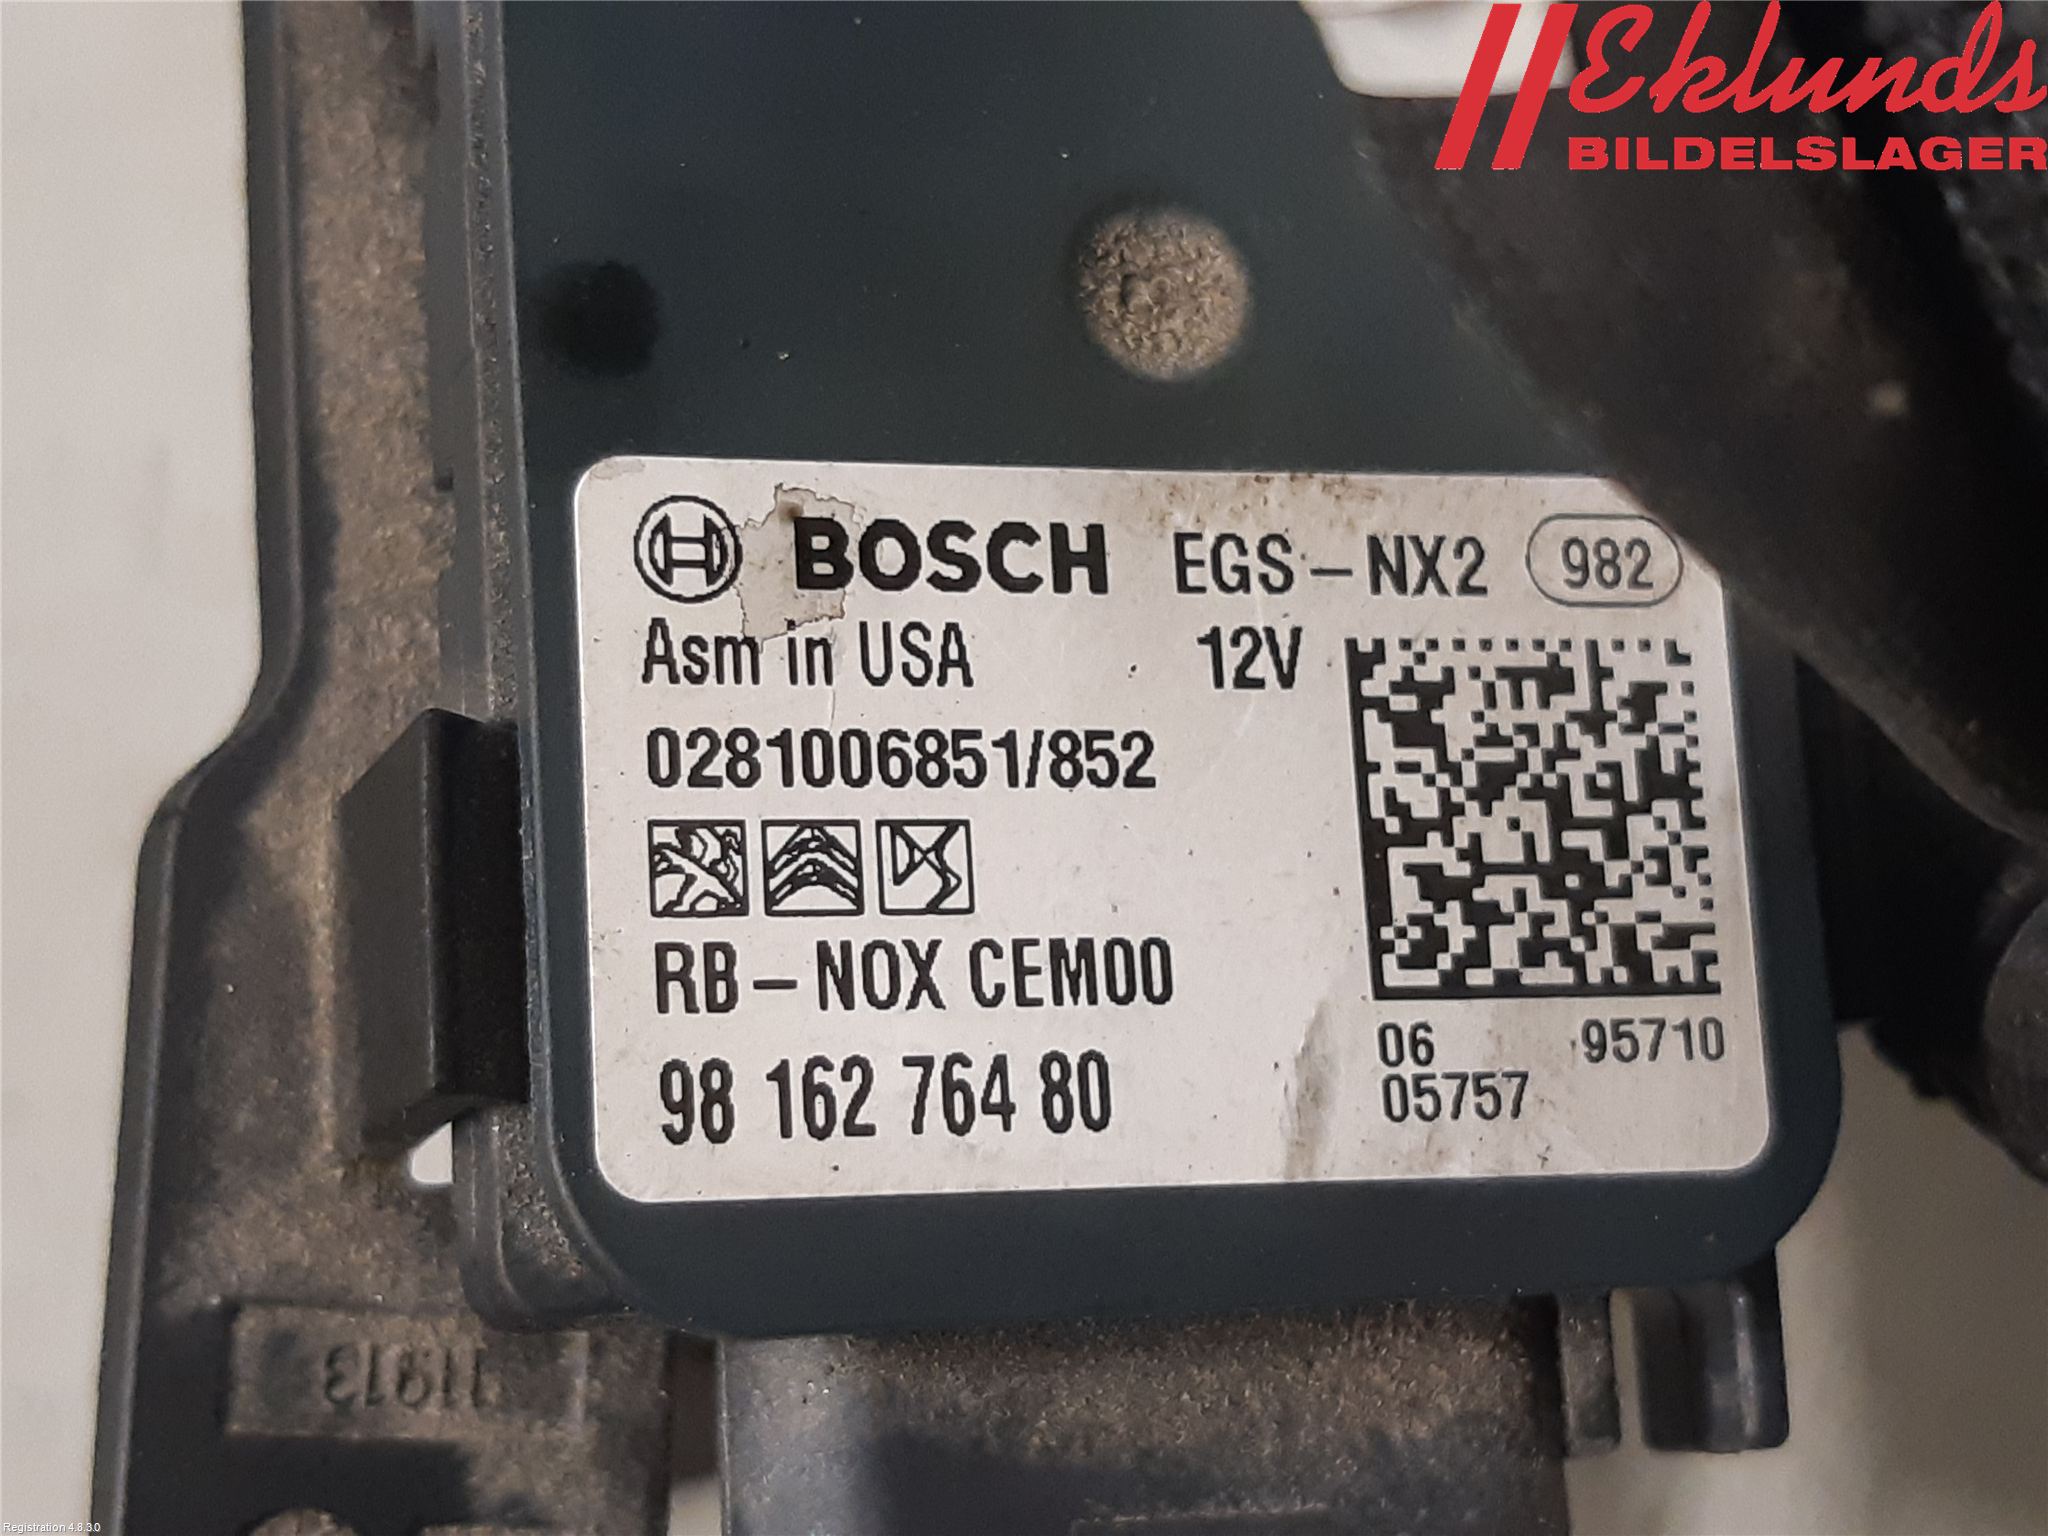 Eklunds
BILDELSLAGER
BOSCH EGS-NX2 982
Asm in USA 12V
0281006851/852
RB-NOX CEM00
98 162 764 80
06 95710
05757
11913
Registration 4.8.3.0